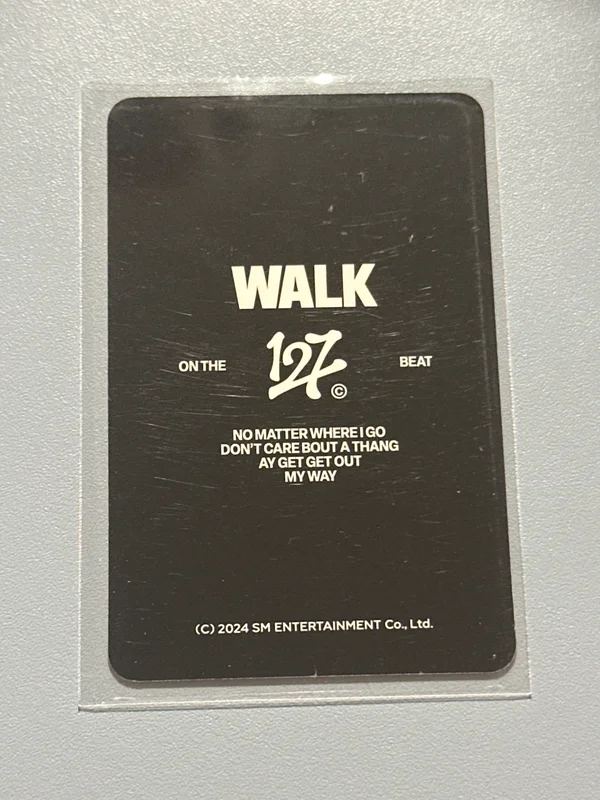 WALK
ON THE 127 © BEAT
NO MATTER WHERE I GO
DON'T CARE BOUT A THANG
AY GET GET OUT
MY WAY
(C) 2024 SM ENTERTAINMENT Co., Ltd.